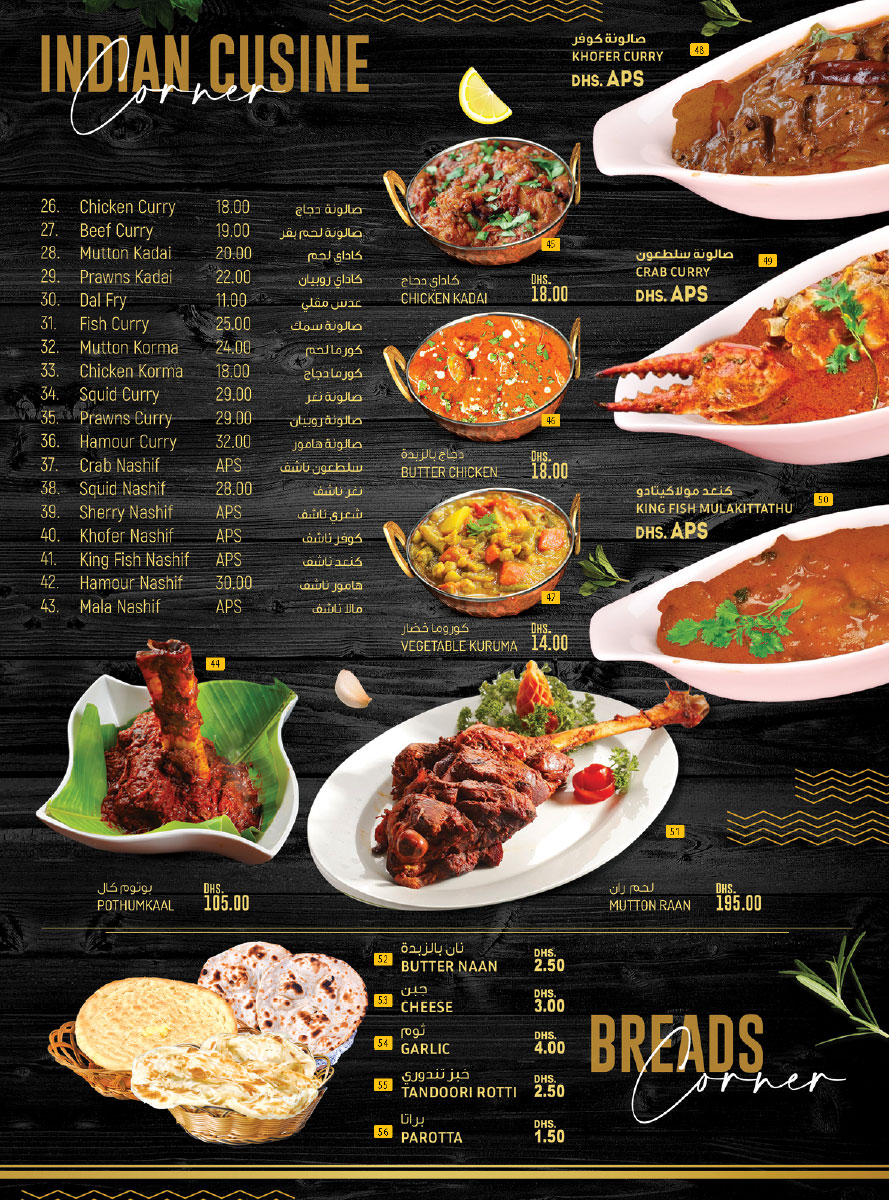 INDIAN CUSINE
Corner
26. Chicken Curry 18.00 صالونة دجاج
27. Beef Curry 19.00 صالونة لحم بقر
28. Mutton Kadai 20.00 كاداي لحم
29. Prawns Kadai 22.00 كاداي روبيان
30. Dal Fry 11.00 عدس مقلي
31. Fish Curry 25.00 صالونة سمك
32. Mutton Korma 24.00 كورما لحم
33. Chicken Korma 18.00 كورما دجاج
34. Squid Curry 29.00 صالونة نغر
35. Prawns Curry 29.00 صالونة روبيان
36. Hamour Curry 32.00 صالونة هامور
37. Crab Nashif APS سلطعون ناشف
38. Squid Nashif 28.00 نغر ناشف
39. Sherry Nashif APS شعري ناشف
40. Khofer Nashif APS كوفر ناشف
41. King Fish Nashif APS كنعد ناشف
42. Hamour Nashif 30.00 هامور ناشف
43. Mala Nashif APS مالا ناشف
44
بوتوم كال
POTHUMKAAL
DHS.
105.00
45
كاداي دجاج
CHICKEN KADAI
DHS.
18.00
46
دجاج بالزبدة
BUTTER CHICKEN
DHS.
18.00
47
كوروما خضار
VEGETABLE KURUMA
DHS.
14.00
صالونة كوفر
48
KHOFER CURRY
DHS. APS
صالونة سلطعون
49
CRAB CURRY
DHS. APS
كنعد مولاكيتادو
50
KING FISH MULAKITTATHU
DHS. APS
51
لحم ران
MUTTON RAAN
DHS.
195.00
52
نان بالزبدة
BUTTER NAAN
DHS.
2.50
53
جبن
CHEESE
DHS.
3.00
54
ثوم
GARLIC
DHS.
4.00
55
خبز تندوري
TANDOORI ROTTI
DHS.
2.50
56
براتا
PAROTTA
DHS.
1.50
BREADS
Corner